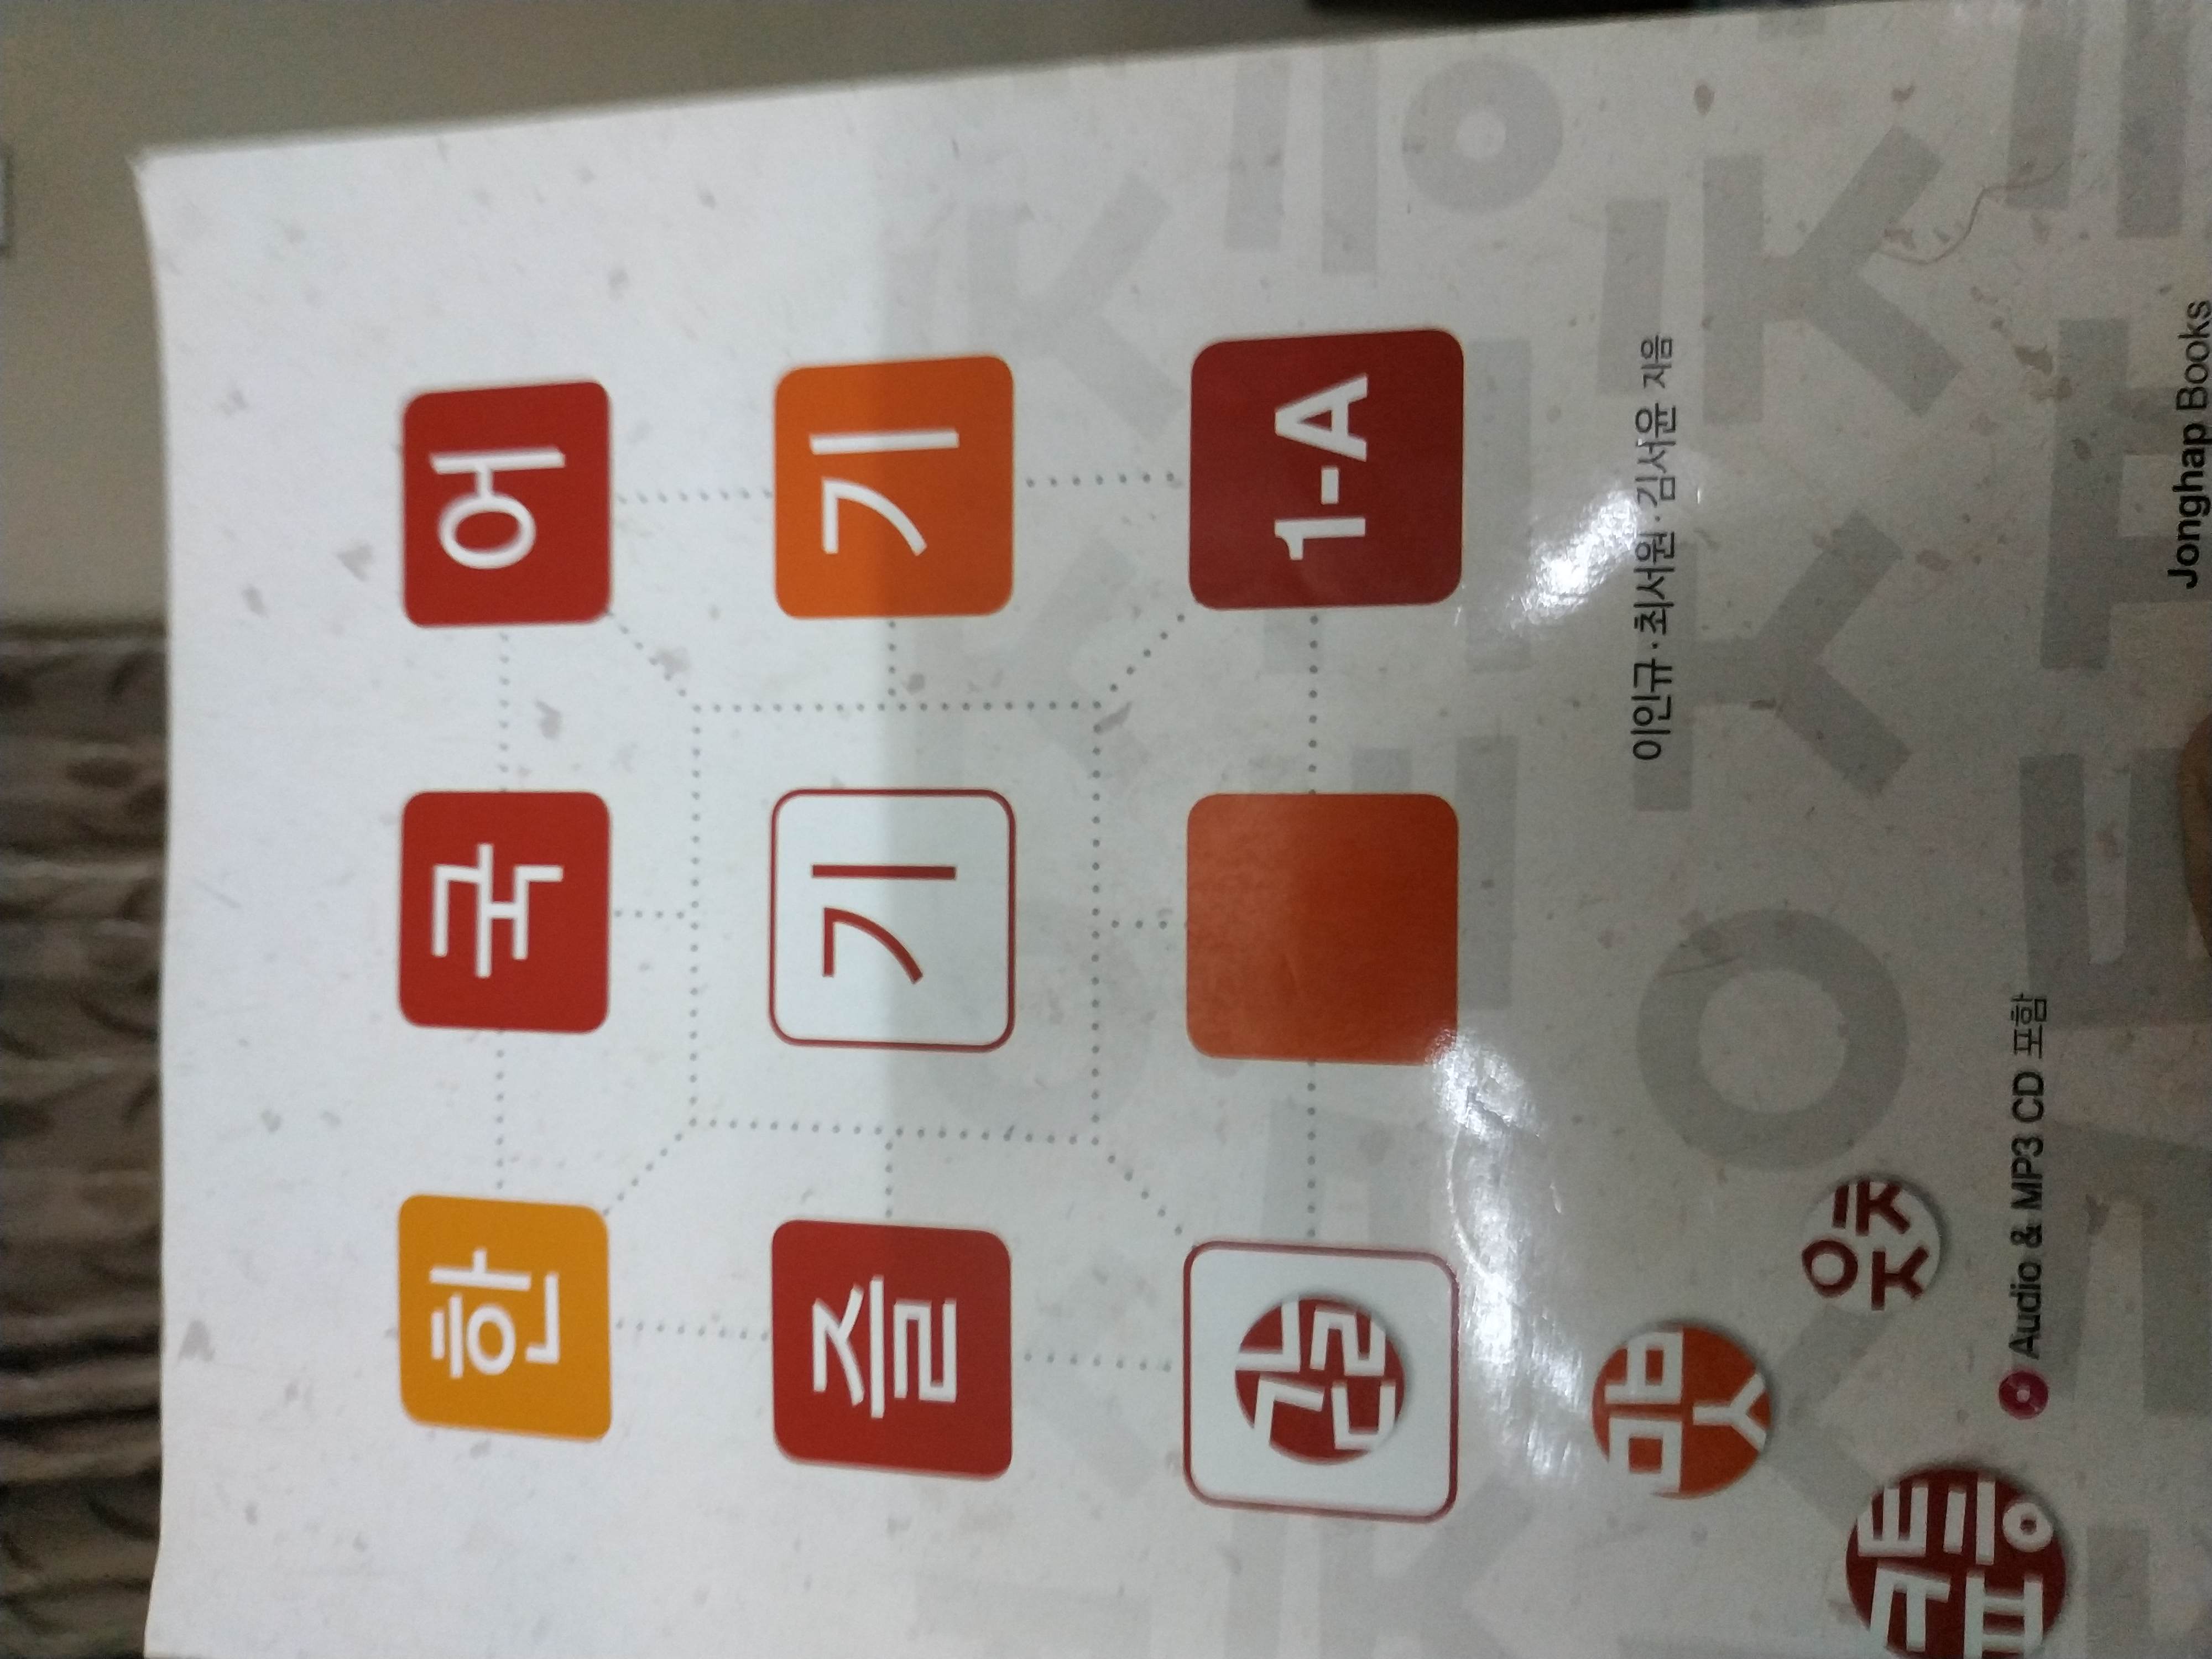 한 국 어
즐 기 기
1-A
이인규·최서원·김서윤 지음
Audio & MP3 CD 포함
Jonghap Books